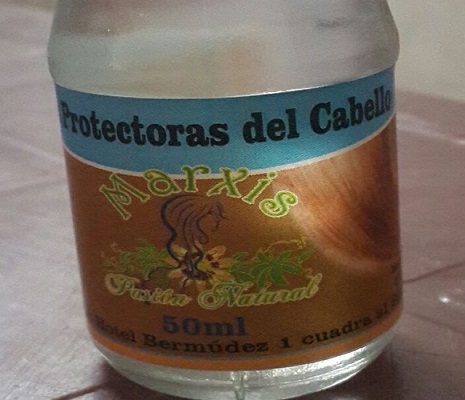 Protectoras del Cabello
Marxis
Pasión Natural
50ml
Hotel Bermúdez 1 cuadra al